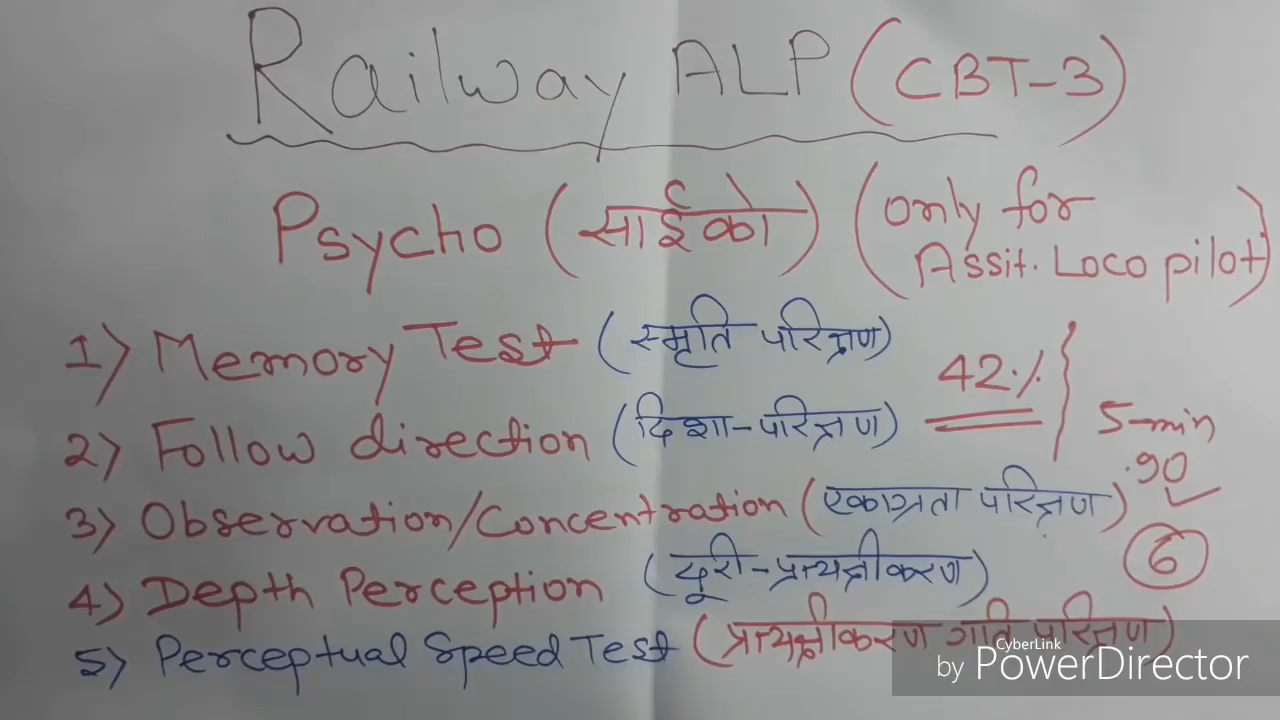 Railway ALP (CBT-3)
Psycho (साईको) (only for
Assit. Loco pilot)
1) Memory Test (स्मृति परिक्षण)
42%
2) Follow direction (दिशा-परिक्षण)
5-min
.90
3) Observation/Concentration (एकाग्रता परिक्षण)
6
4) Depth Perception (दूरी-प्रत्यक्षीकरण)
5) Perceptual Speed Test (प्रत्यक्षीकरण गति परिक्षण)
CyberLink
by PowerDirector